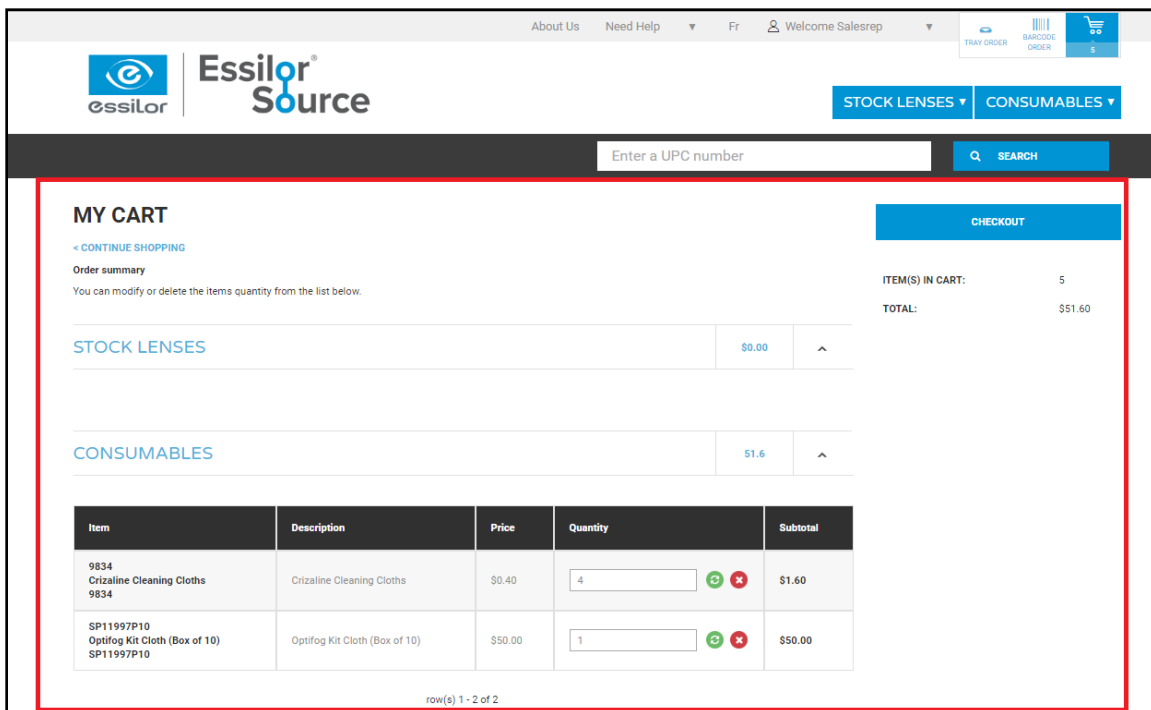 About Us Need Help ▼ Fr Welcome Salesrep ▼
TRAY ORDER
BARCODE
ORDER
5
essilor
Essilor®
Source
STOCK LENSES ▼ CONSUMABLES ▼
Enter a UPC number SEARCH
MY CART
< CONTINUE SHOPPING
Order summary
You can modify or delete the items quantity from the list below.
CHECKOUT
ITEM(S) IN CART: 5
TOTAL: $51.60
STOCK LENSES $0.00
CONSUMABLES 51.6
Item Description Price Quantity Subtotal
9834
Crizaline Cleaning Cloths Crizaline Cleaning Cloths $0.40 4 $1.60
9834
SP11997P10
Optifog Kit Cloth (Box of 10) Optifog Kit Cloth (Box of 10) $50.00 1 $50.00
SP11997P10
row(s) 1 - 2 of 2